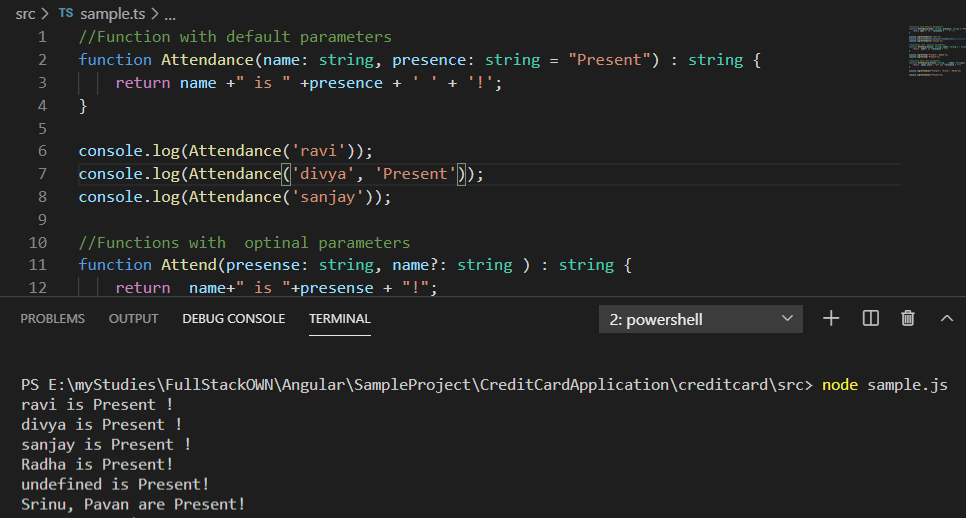 src > TS sample.ts > ...
1 //Function with default parameters
2 function Attendance(name: string, presence: string = "Present") : string {
3 return name +" is " +presence + ' ' + '!';
4 }
5
6 console.log(Attendance('ravi'));
7 console.log(Attendance('divya', 'Present'));
8 console.log(Attendance('sanjay'));
9
10 //Functions with  optinal parameters
11 function Attend(presense: string, name?: string ) : string {
12 return  name+" is "+presense + "!";
PROBLEMS OUTPUT DEBUG CONSOLE TERMINAL 2: powershell
PS E:\myStudies\FullStackOWN\Angular\SampleProject\CreditCardApplication\creditcard\src> node sample.js
ravi is Present !
divya is Present !
sanjay is Present !
Radha is Present!
undefined is Present!
Srinu, Pavan are Present!